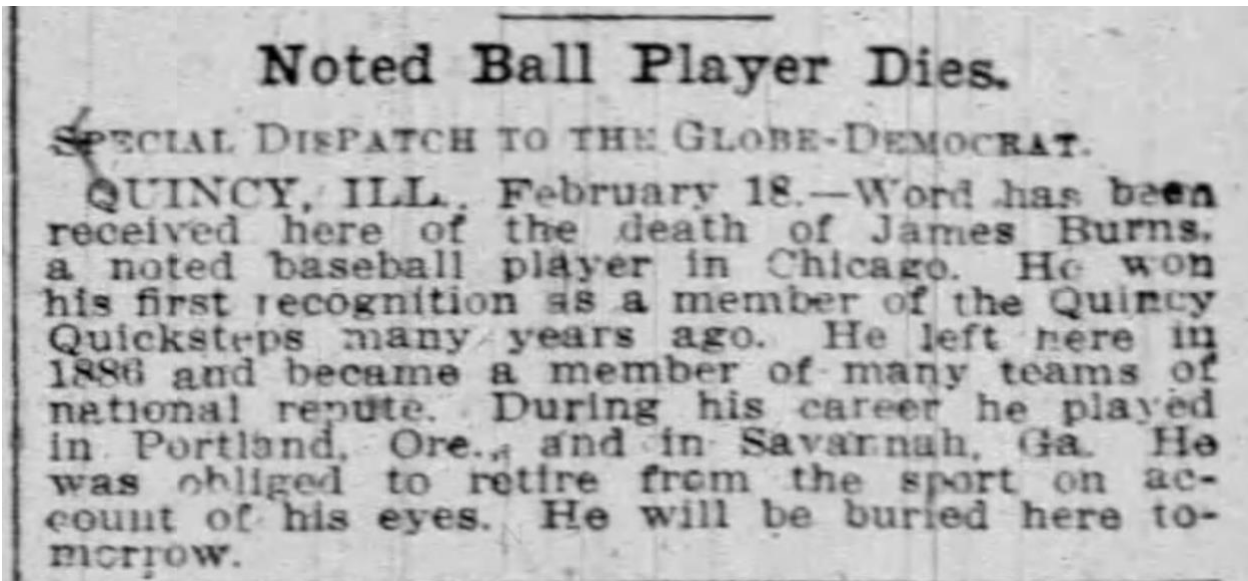 Noted Ball Player Dies.
SPECIAL DISPATCH TO THE GLOBE-DEMOCRAT.
QUINCY, ILL., February 18.—Word has been
received here of the death of James Burns,
a noted baseball player in Chicago. He won
his first recognition as a member of the Quincy
Quicksteps many years ago. He left here in
1886 and became a member of many teams of
national repute. During his career he played
in Portland, Ore., and in Savannah, Ga. He
was obliged to retire from the sport on ac-
count of his eyes. He will be buried here to-
morrow.